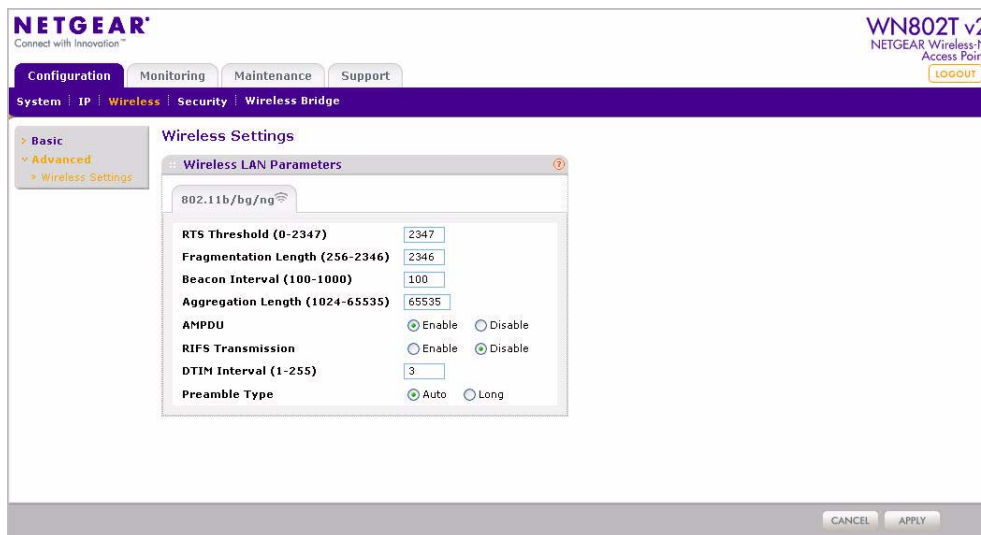 NETGEAR®
Connect with Innovation™
WN802T v2
NETGEAR Wireless-
Access Poin
LOGOUT
Configuration Monitoring Maintenance Support
System IP Wireless Security Wireless Bridge
Basic
Advanced
Wireless Settings
Wireless Settings
Wireless LAN Parameters ?
802.11b/bg/ng
RTS Threshold (0-2347) 2347
Fragmentation Length (256-2346) 2346
Beacon Interval (100-1000) 100
Aggregation Length (1024-65535) 65535
AMPDU Enable Disable
RIFS Transmission Enable Disable
DTIM Interval (1-255) 3
Preamble Type Auto Long
CANCEL APPLY